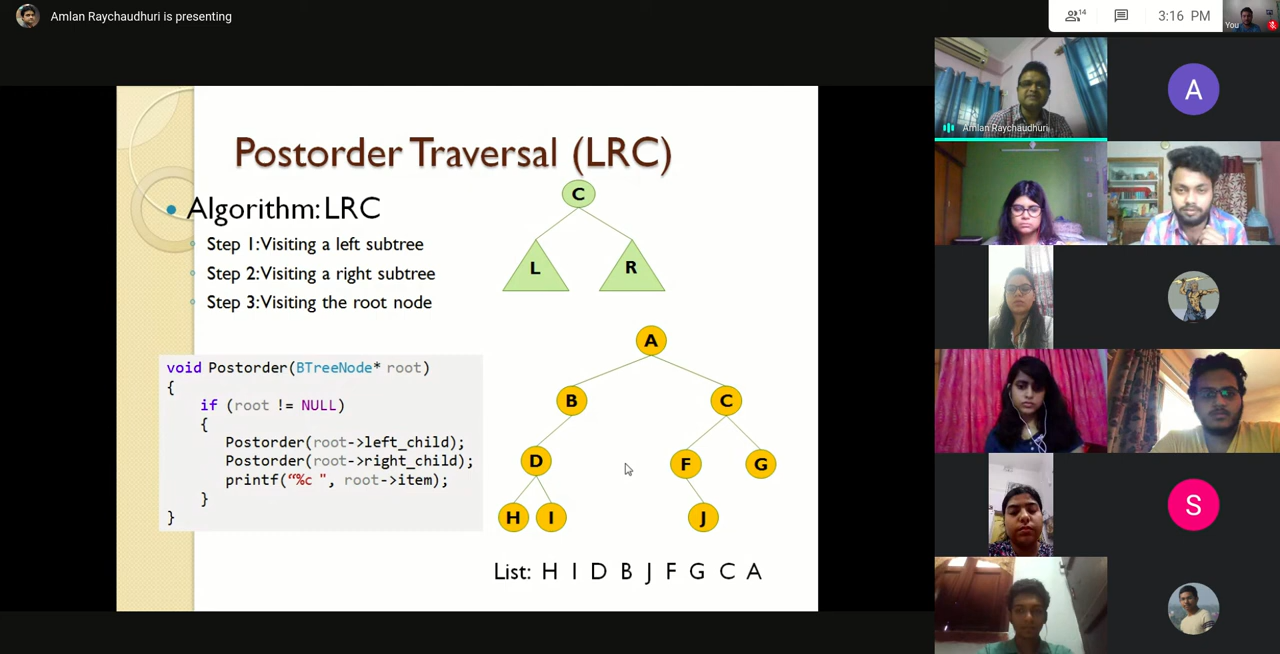 Amlan Raychaudhuri is presenting
14
3:16 PM
You
Amlan Raychaudhuri
A
S
Postorder Traversal (LRC)
Algorithm: LRC
Step 1: Visiting a left subtree
Step 2: Visiting a right subtree
Step 3: Visiting the root node
C
L R
void Postorder(BTreeNode* root)
{
if (root != NULL)
{
Postorder(root->left_child);
Postorder(root->right_child);
printf(“%c ", root->item);
}
}
A
B C
D F G
H I J
List: H I D B J F G C A